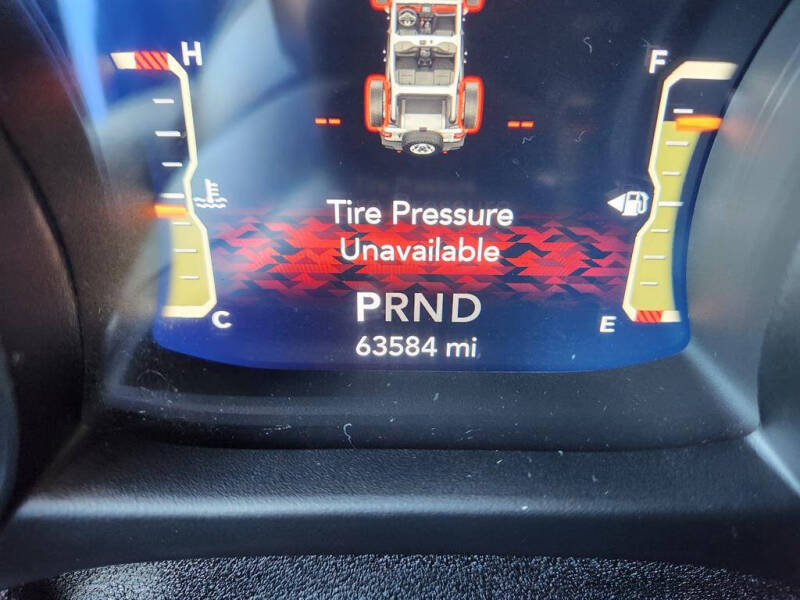 H
F
-- --
Tire Pressure
Unavailable
C
E
PRND
63584 mi